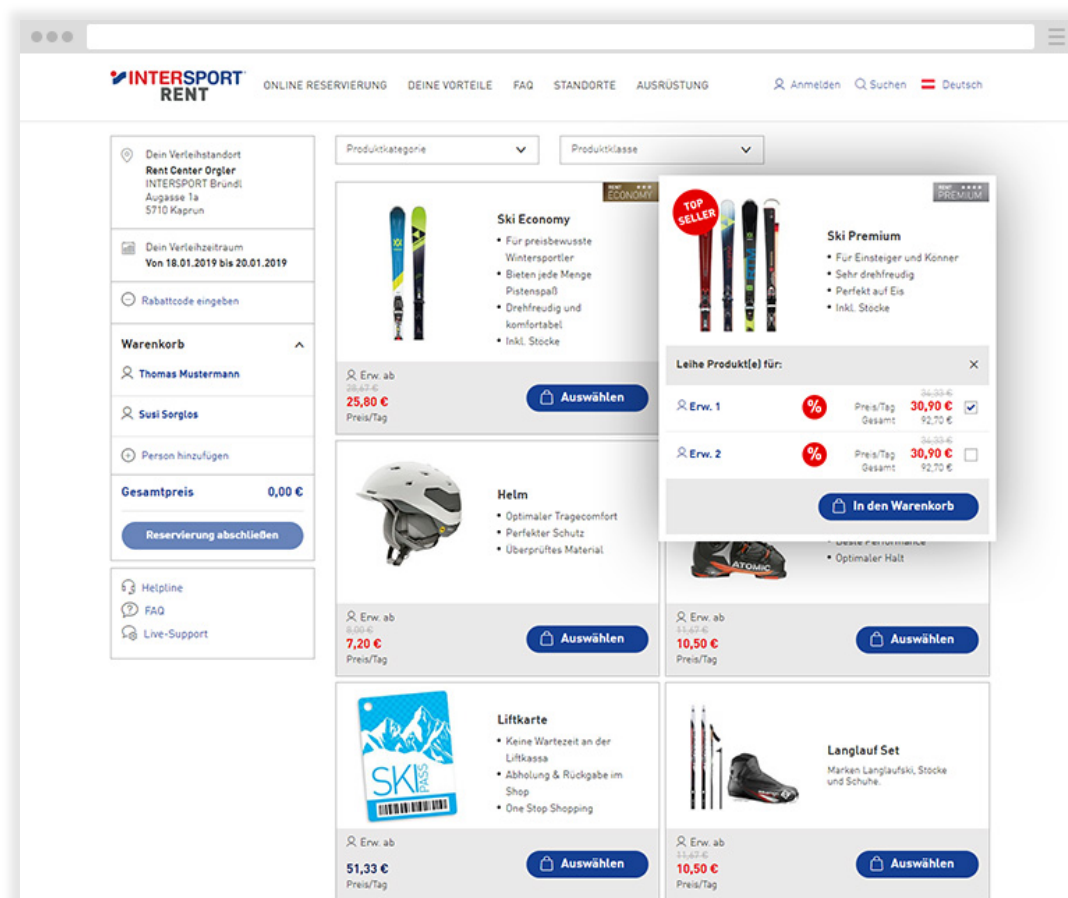 INTERSPORT
RENT
ONLINE RESERVIERUNG
DEINE VORTEILE
FAQ
STANDORTE
AUSRÜSTUNG
Anmelden
Suchen
Deutsch
Dein Verleihstandort
Rent Center Orgler
INTERSPORT Bründl
Augasse 1a
5710 Kaprun
Dein Verleihzeitraum
Von 18.01.2019 bis 20.01.2019
Rabattcode eingeben
Warenkorb
Thomas Mustermann
Susi Sorglos
Person hinzufügen
Gesamtpreis 0,00 €
Reservierung abschließen
Helpline
FAQ
Live-Support
Produktkategorie
Produktklasse
RENT
ECONOMY
Ski Economy
• Für preisbewusste
Wintersportler
• Bieten jede Menge
Pistenspaß
• Drehfreudig und
komfortabel
• Inkl. Stöcke
Erw. ab
28,67 €
25,80 €
Preis/Tag
Auswählen
TOP
SELLER
RENT
PREMIUM
Ski Premium
• Für Einsteiger und Könner
• Sehr drehfreudig
• Perfekt auf Eis
• Inkl. Stöcke
Leihe Produkt(e) für:
Erw. 1
%
34,33 €
Preis/Tag 30,90 €
Gesamt 92,70 €
Erw. 2
%
34,33 €
Preis/Tag 30,90 €
Gesamt 92,70 €
In den Warenkorb
Helm
• Optimaler Tragecomfort
• Perfekter Schutz
• Überprüftes Material
Erw. ab
8,00 €
7,20 €
Preis/Tag
Auswählen
ATOMIC
• Beste Performance
• Optimaler Halt
Erw. ab
11,67 €
10,50 €
Preis/Tag
Auswählen
SKI
PASS
Liftkarte
• Keine Wartezeit an der
Liftkassa
• Abholung & Rückgabe im
Shop
• One Stop Shopping
Erw. ab
51,33 €
Preis/Tag
Auswählen
Langlauf Set
Marken Langlaufski, Stöcke
und Schuhe.
Erw. ab
11,67 €
10,50 €
Preis/Tag
Auswählen